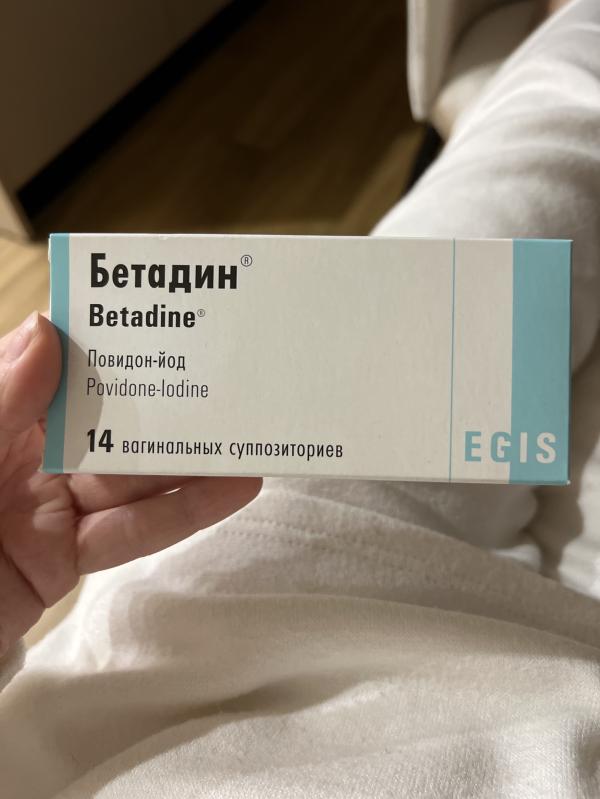 Бетадин®
Betadine®
Повидон-йод
Povidone-Iodine
14 вагинальных суппозиториев
EGIS